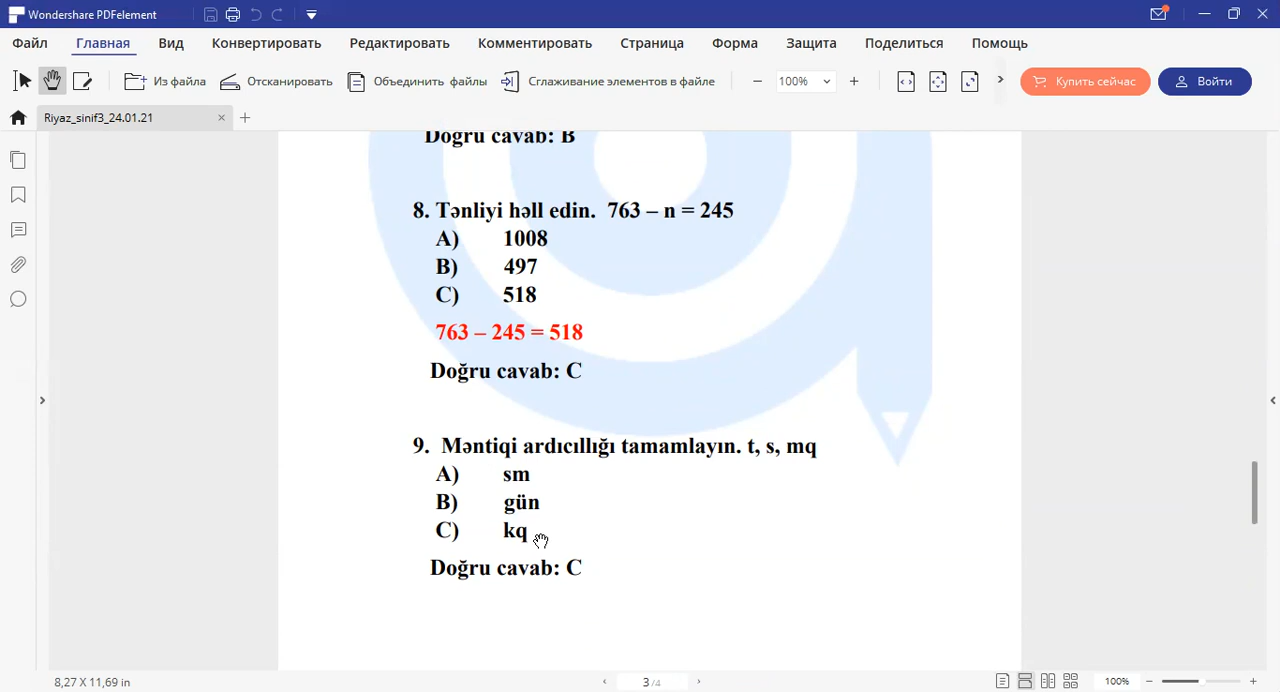 Wondershare PDFelement
Файл Главная Вид Конвертировать Редактировать Комментировать Страница Форма Защита Поделиться Помощь
Из файла Отсканировать Объединить файлы Сглаживание элементов в файле 100% Купить сейчас Войти
Riyaz_sinif3_24.01.21
Doğru cavab: B
8. Tənliyi həll edin. 763 – n = 245
A) 1008
B) 497
C) 518
763 – 245 = 518
Doğru cavab: C
9. Məntiqi ardıcıllığı tamamlayın. t, s, mq
A) sm
B) gün
C) kq
Doğru cavab: C
8,27 X 11,69 in 3/4 100%